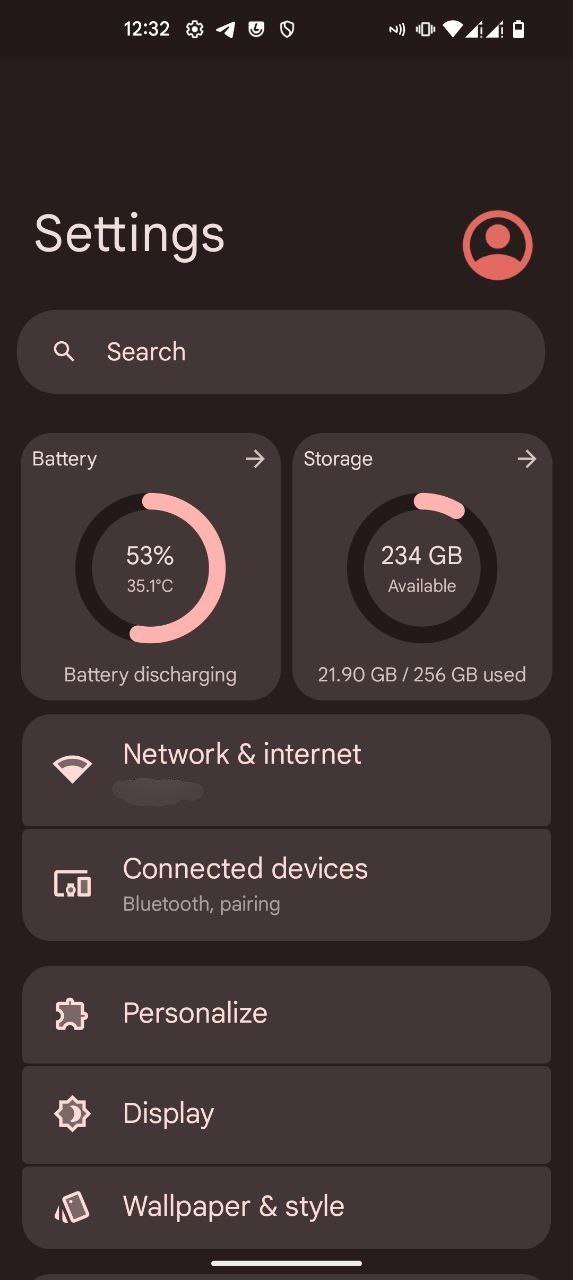 12:32
Settings
Search
Battery
Storage
53%
35.1°C
234 GB
Available
Battery discharging
21.90 GB / 256 GB used
Network & internet
Connected devices
Bluetooth, pairing
Personalize
Display
Wallpaper & style